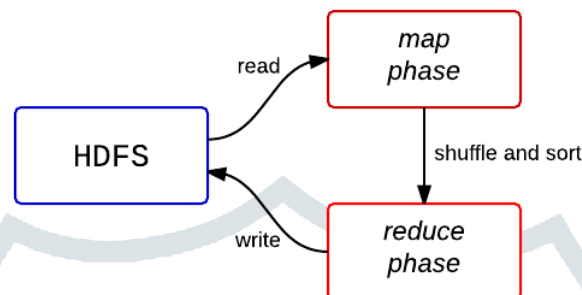 map
phase
read
HDFS
shuffle and sort
reduce
phase
write